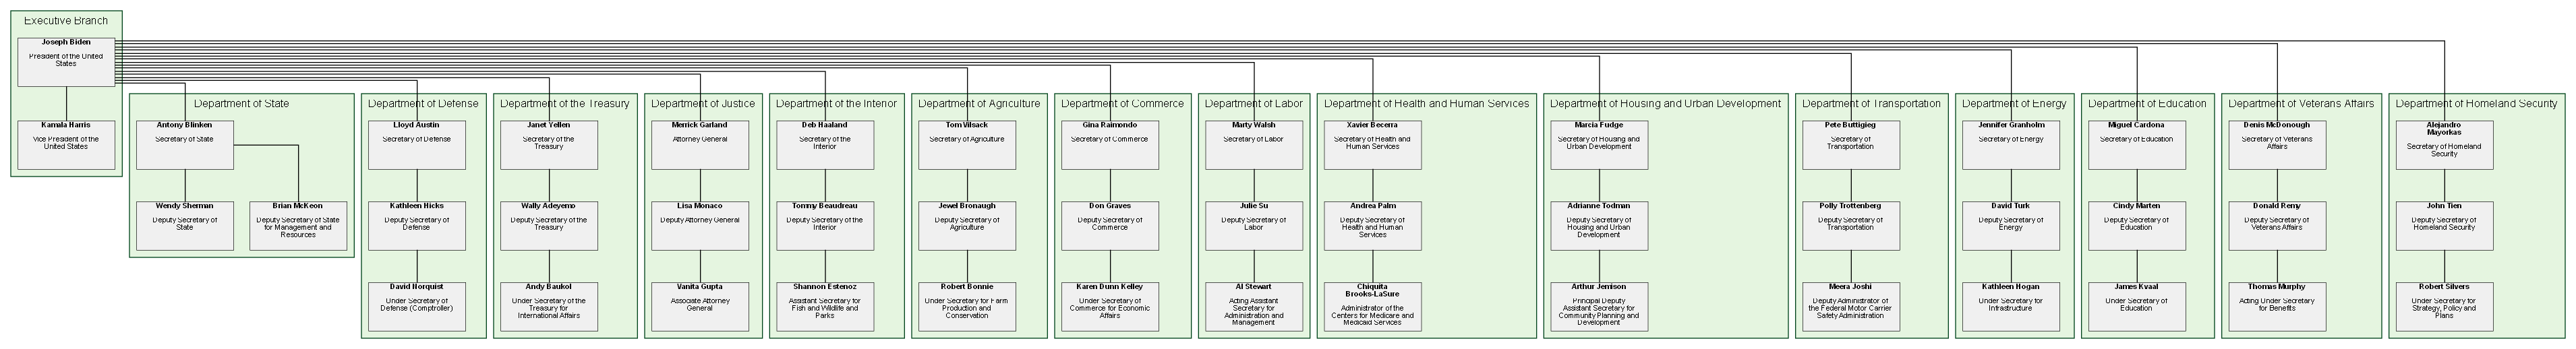 Executive Branch
Joseph Biden
President of the United
States
Kamala Harris
Vice President of the
United States
Department of State
Antony Blinken
Secretary of State
Wendy Sherman
Deputy Secretary of
State
Brian McKeon
Deputy Secretary of State
for Management and
Resources
Department of Defense
Lloyd Austin
Secretary of Defense
Kathleen Hicks
Deputy Secretary of
Defense
David Norquist
Under Secretary of
Defense (Comptroller)
Department of the Treasury
Janet Yellen
Secretary of the
Treasury
Wally Adeyemo
Deputy Secretary of the
Treasury
Andy Baukol
Under Secretary of the
Treasury for
International Affairs
Department of Justice
Merrick Garland
Attorney General
Lisa Monaco
Deputy Attorney General
Vanita Gupta
Associate Attorney
General
Department of the Interior
Deb Haaland
Secretary of the
Interior
Tommy Beaudreau
Deputy Secretary of the
Interior
Shannon Estenoz
Assistant Secretary for
Fish and Wildlife and
Parks
Department of Agriculture
Tom Vilsack
Secretary of Agriculture
Jewel Bronaugh
Deputy Secretary of
Agriculture
Robert Bonnie
Under Secretary for Farm
Production and
Conservation
Department of Commerce
Gina Raimondo
Secretary of Commerce
Don Graves
Deputy Secretary of
Commerce
Karen Dunn Kelley
Under Secretary of
Commerce for Economic
Affairs
Department of Labor
Marty Walsh
Secretary of Labor
Julie Su
Deputy Secretary of
Labor
Al Stewart
Acting Assistant
Secretary for
Administration and
Management
Department of Health and Human Services
Xavier Becerra
Secretary of Health and
Human Services
Andrea Palm
Deputy Secretary of
Health and Human
Services
Chiquita
Brooks-LaSure
Administrator of the
Centers for Medicare and
Medicaid Services
Department of Housing and Urban Development
Marcia Fudge
Secretary of Housing and
Urban Development
Adrianne Todman
Deputy Secretary of
Housing and Urban
Development
Arthur Jemison
Principal Deputy
Assistant Secretary for
Community Planning and
Development
Department of Transportation
Pete Buttigieg
Secretary of
Transportation
Polly Trottenberg
Deputy Secretary of
Transportation
Meera Joshi
Deputy Administrator of
the Federal Motor Carrier
Safety Administration
Department of Energy
Jennifer Granholm
Secretary of Energy
David Turk
Deputy Secretary of
Energy
Kathleen Hogan
Under Secretary for
Infrastructure
Department of Education
Miguel Cardona
Secretary of Education
Cindy Marten
Deputy Secretary of
Education
James Kvaal
Under Secretary of
Education
Department of Veterans Affairs
Denis McDonough
Secretary of Veterans
Affairs
Donald Remy
Deputy Secretary of
Veterans Affairs
Thomas Murphy
Acting Under Secretary
for Benefits
Department of Homeland Security
Alejandro
Mayorkas
Secretary of Homeland
Security
John Tien
Deputy Secretary of
Homeland Security
Robert Silvers
Under Secretary for
Strategy, Policy and
Plans